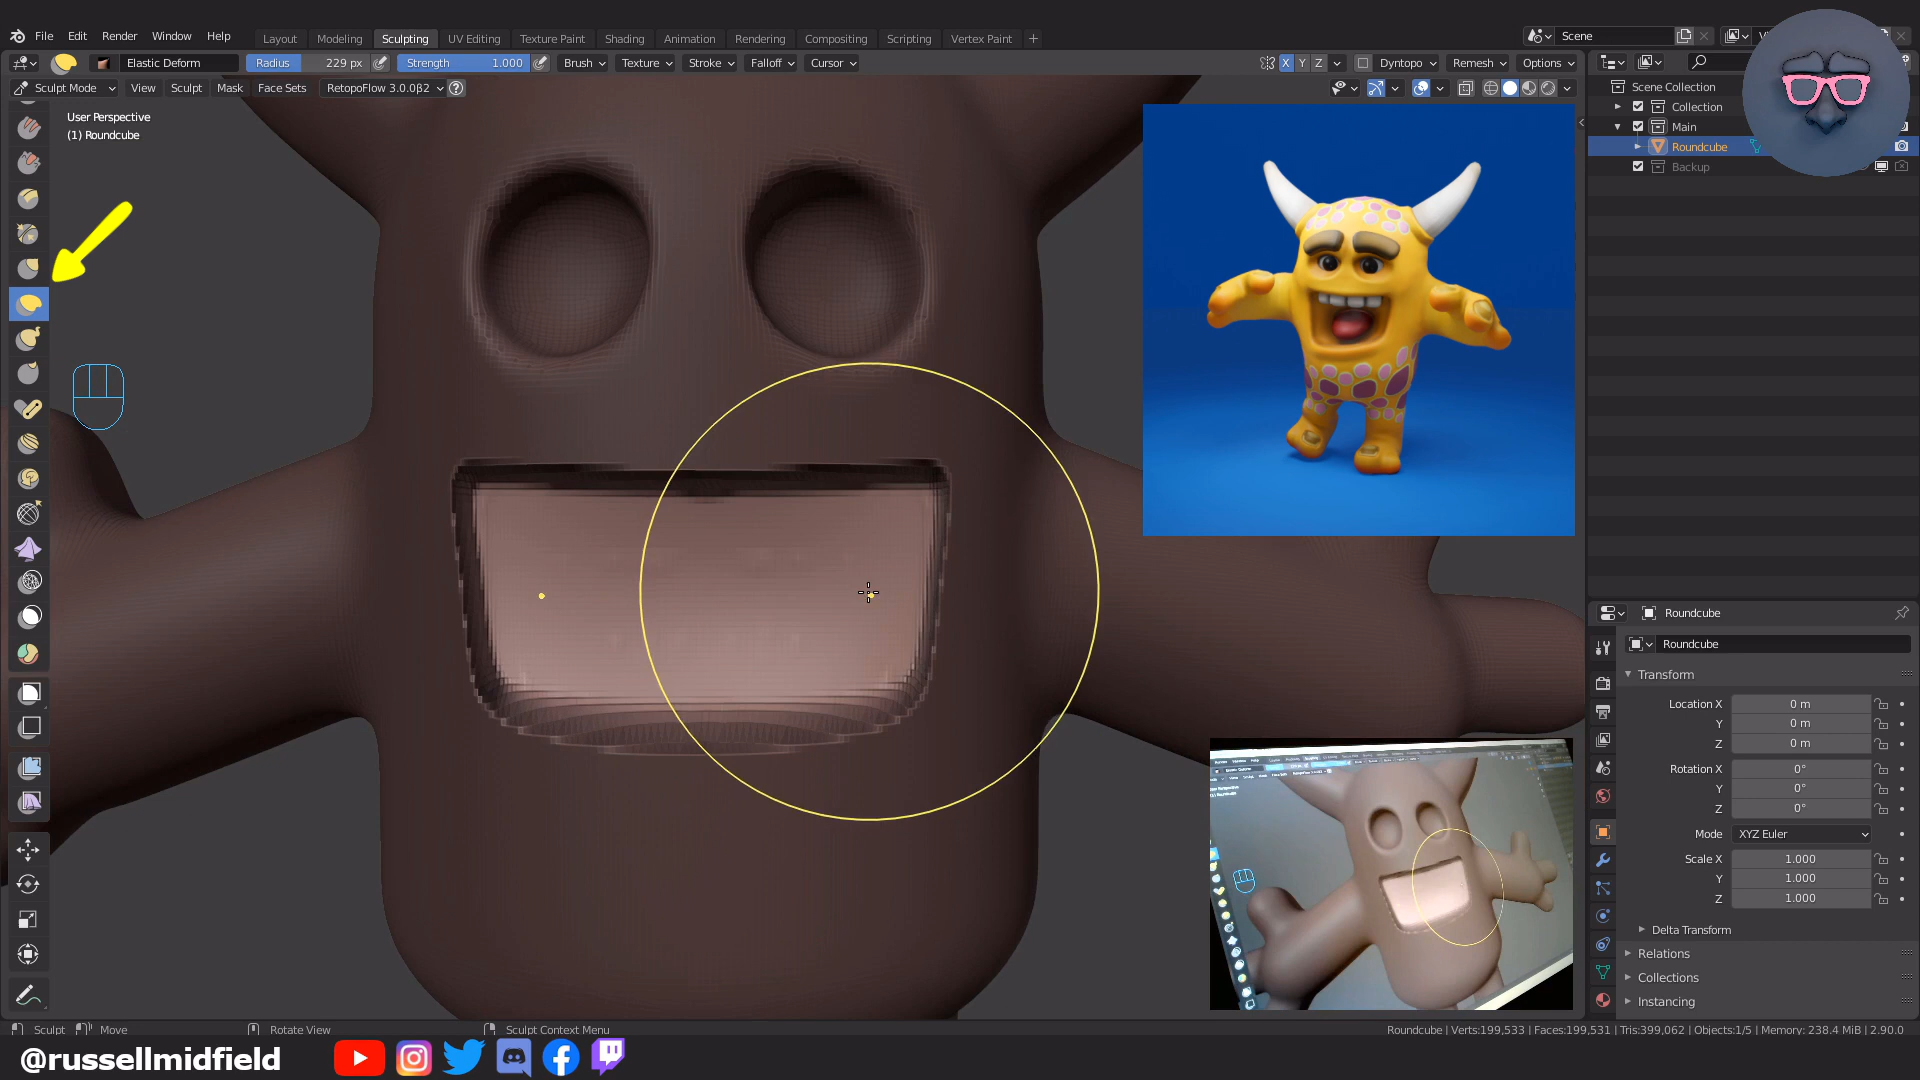 File Edit Render Window Help
Layout Modeling Sculpting UV Editing Texture Paint Shading Animation Rendering Compositing Scripting Vertex Paint +
Scene
Elastic Deform
Radius 229 px
Strength 1.000
Brush Texture Stroke Falloff Cursor
X Y Z
Dyntopo Remesh Options
Sculpt Mode View Sculpt Mask Face Sets RetopoFlow 3.0.0β2 ?
User Perspective
(1) Roundcube
Scene Collection
Collection
Main
Roundcube
Backup
Roundcube
Roundcube
Transform
Location X 0 m
Y 0 m
Z 0 m
Rotation X 0°
Y 0°
Z 0°
Mode XYZ Euler
Scale X 1.000
Y 1.000
Z 1.000
Delta Transform
Relations
Collections
Instancing
Sculpt Move Rotate View Sculpt Context Menu
Roundcube | Verts:199,533 | Faces:199,531 | Tris:399,062 | Objects:1/5 | Memory: 238.4 MiB | 2.90.0
@russellmidfield